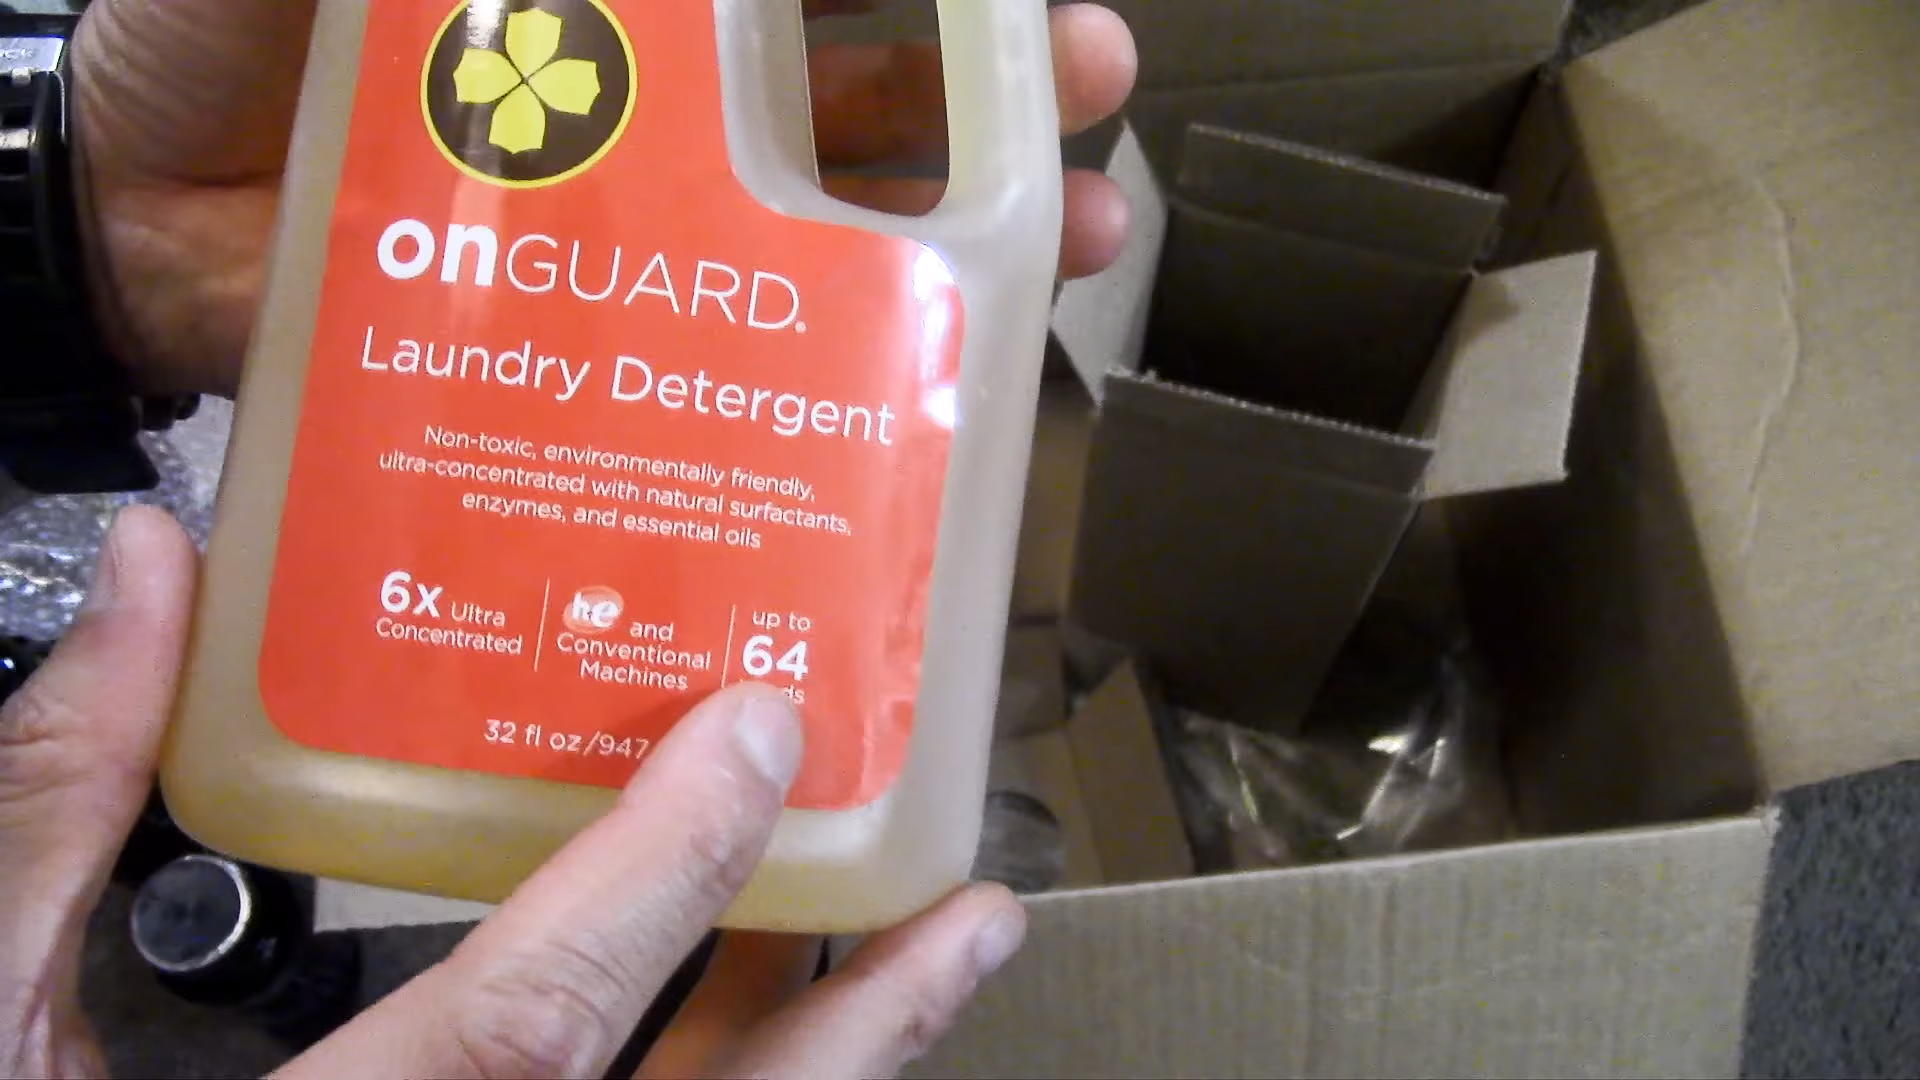 onGUARD.
Laundry Detergent
Non-toxic, environmentally friendly,
ultra-concentrated with natural surfactants,
enzymes, and essential oils
6x Ultra
Concentrated
he and
Conventional
Machines
up to
64
32 fl oz/947